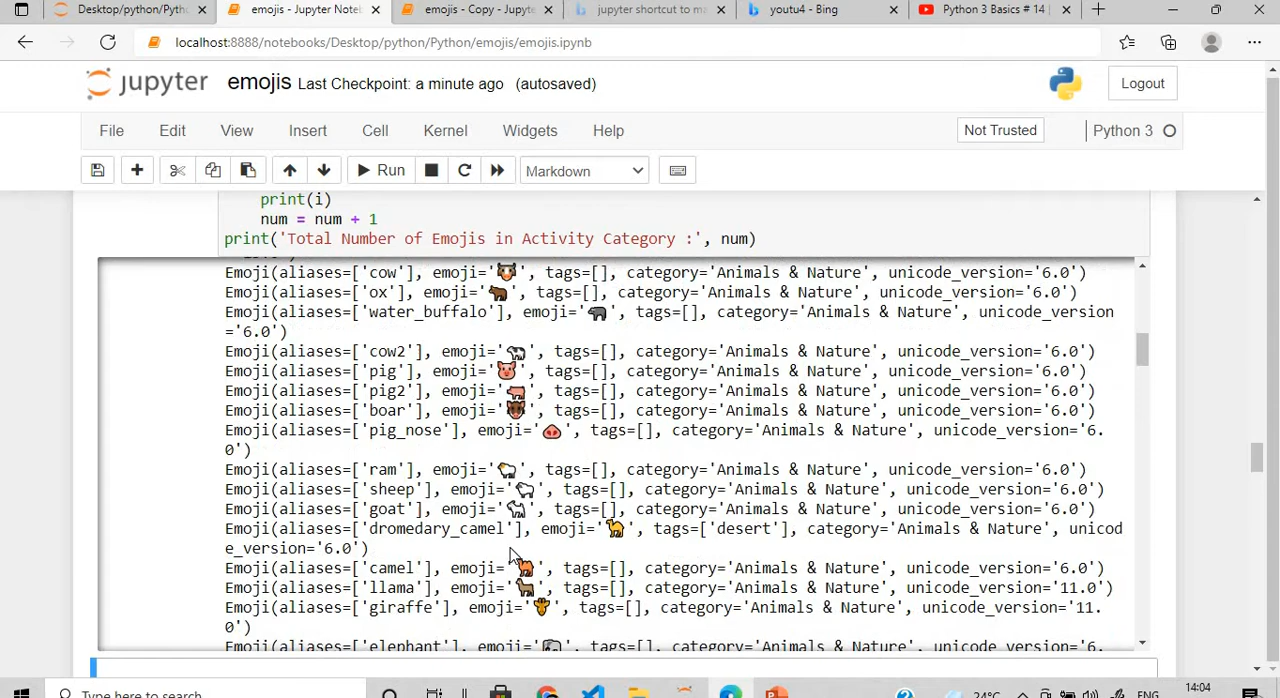 Desktop/python/Pytho
emojis - Jupyter Note
emojis - Copy - Jupyte
jupyter shortcut to ma
youtu4 - Bing
Python 3 Basics # 14 |
localhost:8888/notebooks/Desktop/python/Python/emojis/emojis.ipynb
jupyter emojis Last Checkpoint: a minute ago (autosaved)
Logout
File Edit View Insert Cell Kernel Widgets Help
Not Trusted
Python 3
Run
Markdown
print(i)
num = num + 1
print('Total Number of Emojis in Activity Category :', num)
Emoji(aliases=['cow'], emoji='🐮', tags=[], category='Animals & Nature', unicode_version='6.0')
Emoji(aliases=['ox'], emoji='🐂', tags=[], category='Animals & Nature', unicode_version='6.0')
Emoji(aliases=['water_buffalo'], emoji='🐃', tags=[], category='Animals & Nature', unicode_version
='6.0')
Emoji(aliases=['cow2'], emoji='🐄', tags=[], category='Animals & Nature', unicode_version='6.0')
Emoji(aliases=['pig'], emoji='🐷', tags=[], category='Animals & Nature', unicode_version='6.0')
Emoji(aliases=['pig2'], emoji='🐖', tags=[], category='Animals & Nature', unicode_version='6.0')
Emoji(aliases=['boar'], emoji='🐗', tags=[], category='Animals & Nature', unicode_version='6.0')
Emoji(aliases=['pig_nose'], emoji='🐽', tags=[], category='Animals & Nature', unicode_version='6.
0')
Emoji(aliases=['ram'], emoji='🐏', tags=[], category='Animals & Nature', unicode_version='6.0')
Emoji(aliases=['sheep'], emoji='🐑', tags=[], category='Animals & Nature', unicode_version='6.0')
Emoji(aliases=['goat'], emoji='🐐', tags=[], category='Animals & Nature', unicode_version='6.0')
Emoji(aliases=['dromedary_camel'], emoji='🐪', tags=['desert'], category='Animals & Nature', unicod
e_version='6.0')
Emoji(aliases=['camel'], emoji='🐫', tags=[], category='Animals & Nature', unicode_version='6.0')
Emoji(aliases=['llama'], emoji='🦙', tags=[], category='Animals & Nature', unicode_version='11.0')
Emoji(aliases=['giraffe'], emoji='🦒', tags=[], category='Animals & Nature', unicode_version='11.
0')
Emoji(aliases=['elephant'], emoji='🐘', tags=[], category='Animals & Nature', unicode_version='6.
Type here to search
24°C
ENG
14:04